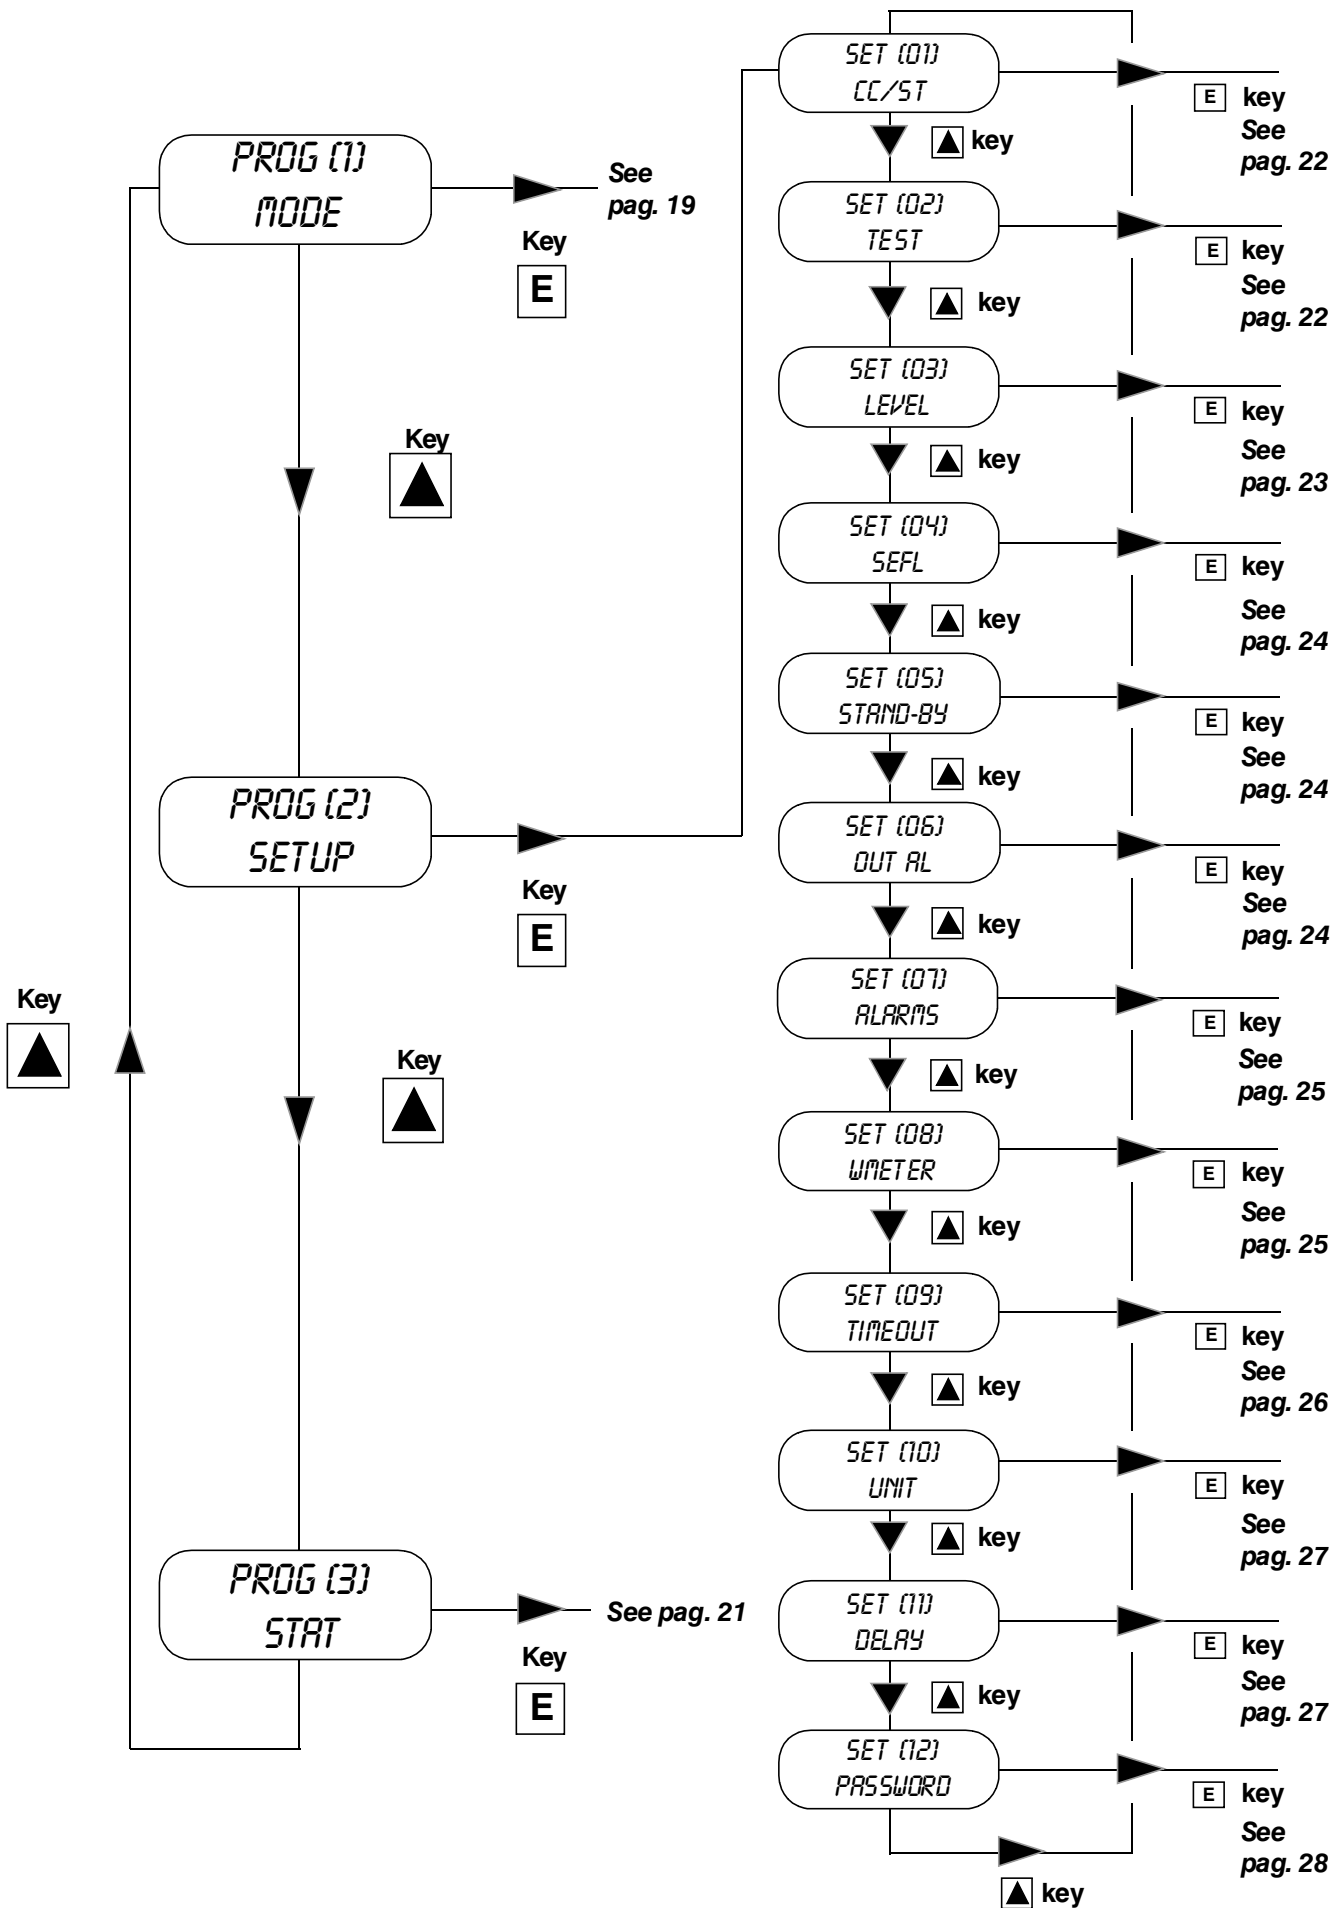 PROG (1)
MODE
See
pag. 19
Key
E
Key
PROG (2)
SETUP
Key
E
Key
Key
PROG (3)
STAT
See pag. 21
Key
E
SET (01)
CC/ST
E key
See
pag. 22
key
SET (02)
TEST
E key
See
pag. 22
key
SET (03)
LEVEL
E key
See
pag. 23
key
SET (04)
SEFL
E key
See
pag. 24
key
SET (05)
STAND-BY
E key
See
pag. 24
key
SET (06)
OUT AL
E key
See
pag. 24
key
SET (07)
ALARMS
E key
See
pag. 25
key
SET (08)
WMETER
E key
See
pag. 25
key
SET (09)
TIMEOUT
E key
See
pag. 26
key
SET (10)
UNIT
E key
See
pag. 27
key
SET (11)
DELAY
E key
See
pag. 27
key
SET (12)
PASSWORD
E key
See
pag. 28
key